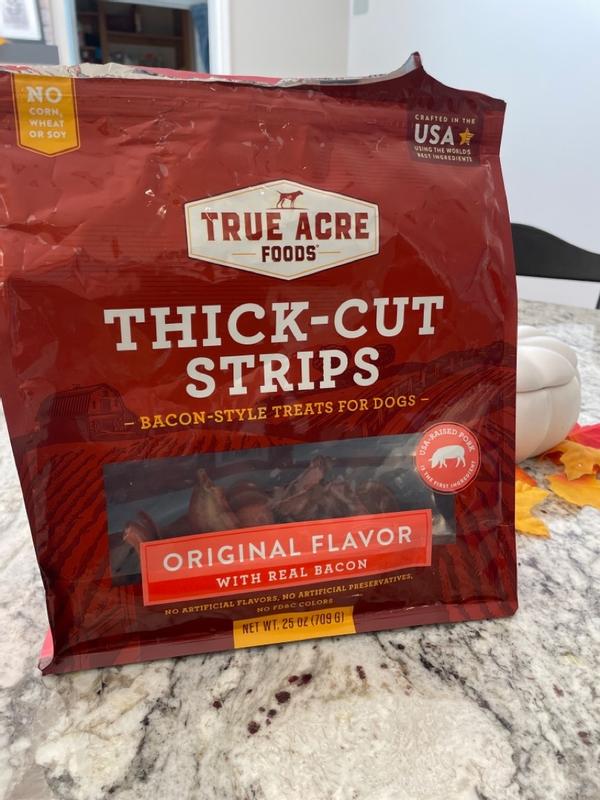 NO
CORN,
WHEAT
OR SOY
CRAFTED IN THE
USA
USING THE WORLD'S
BEST INGREDIENTS
TRUE ACRE
FOODS
THICK-CUT
STRIPS
– BACON-STYLE TREATS FOR DOGS –
USA-RAISED PORK
IS THE FIRST INGREDIENT
ORIGINAL FLAVOR
WITH REAL BACON
NO ARTIFICIAL FLAVORS, NO ARTIFICIAL PRESERVATIVES,
NO FD&C COLORS
NET WT. 25 OZ (709 G)